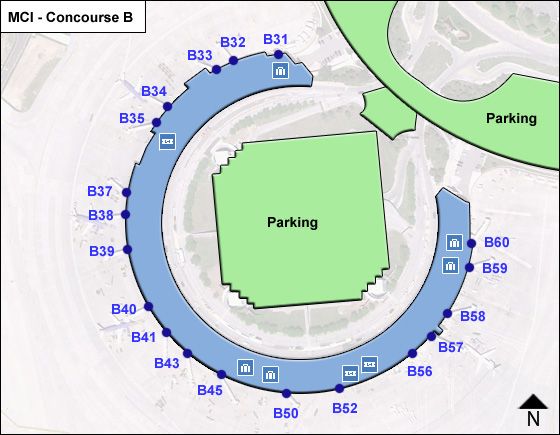 MCI - Concourse B
B31
B32
B33
B34
B35
Parking
B37
B38
Parking
B39
B60
B59
B40
B58
B41
B57
B43
B56
B45
B50
B52
N